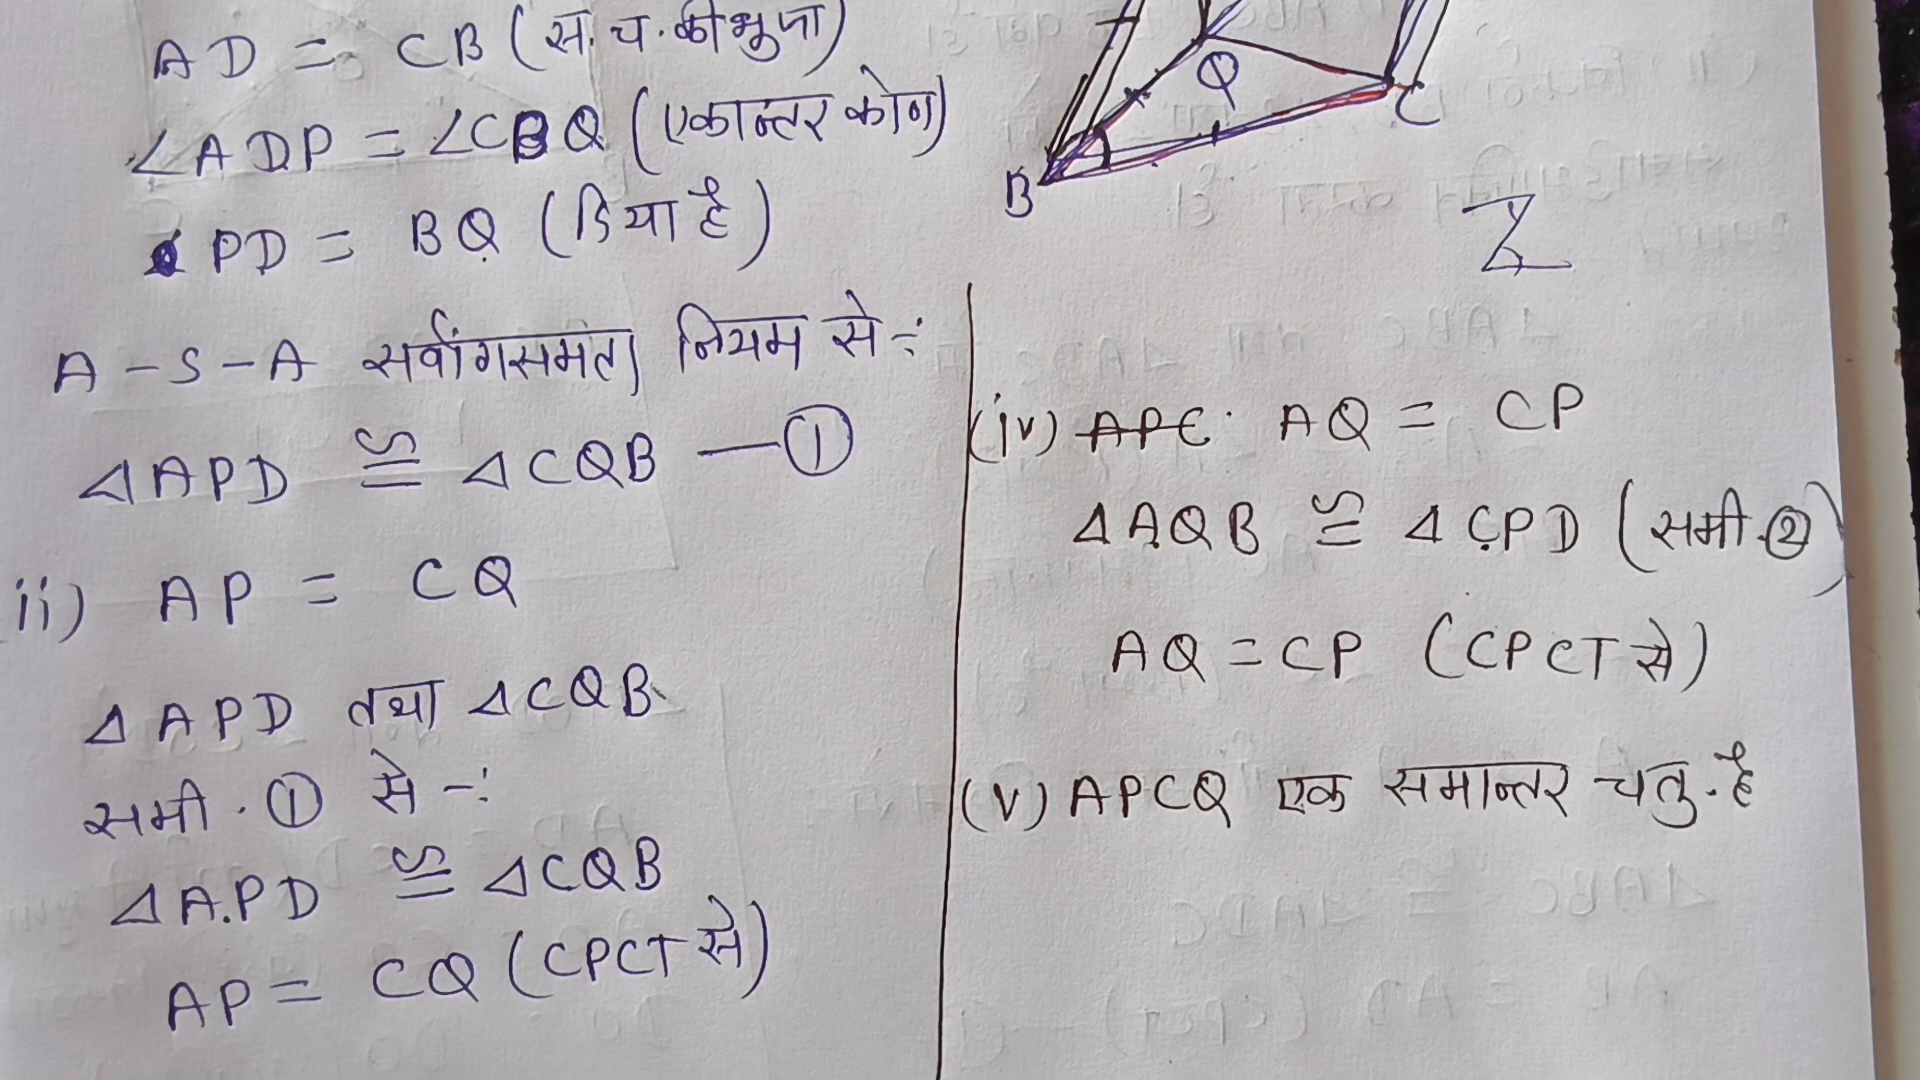 AD = CB (स. च. की भुजा)
∠ADP = ∠CBQ (एकान्तर कोण)
PD = BQ (दिया है)
A-S-A सर्वांगसमता नियम से -:
△APD ≅ △CQB — ①
ii) AP = CQ
△APD तथा △CQB
समी. ① से -:
△A.PD ≅ △CQB
AP = CQ (CPCT से)
Q
C
B
Z
(iv) APC. AQ = CP
△AQB ≅ △CPD (समी. ②)
AQ = CP (CPCT से)
(v) APCQ एक समान्तर चतु. है